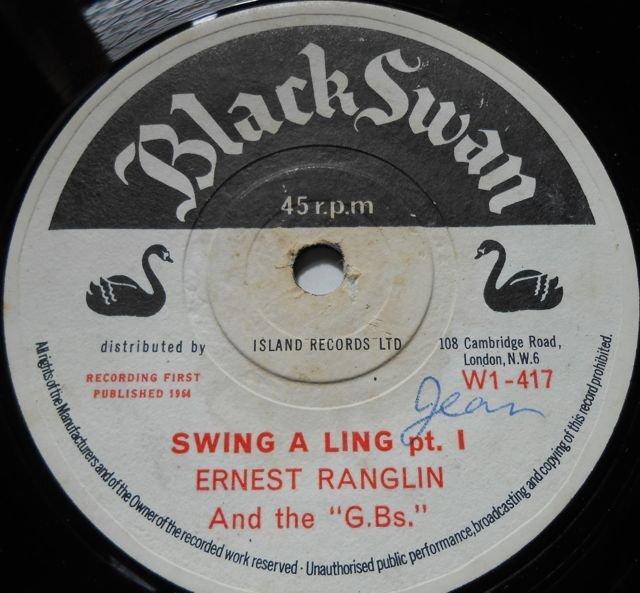 Black Swan
45 r.p.m
distributed by ISLAND RECORDS LTD 108 Cambridge Road,
London, N.W.6
RECORDING FIRST
PUBLISHED 1964
W1-417
Jean
SWING A LING pt. I
ERNEST RANGLIN
And the "G.Bs."
All rights of the Manufacturers and of the Owner of the recorded work reserved · Unauthorised public performance, broadcasting and copying of this record prohibited.